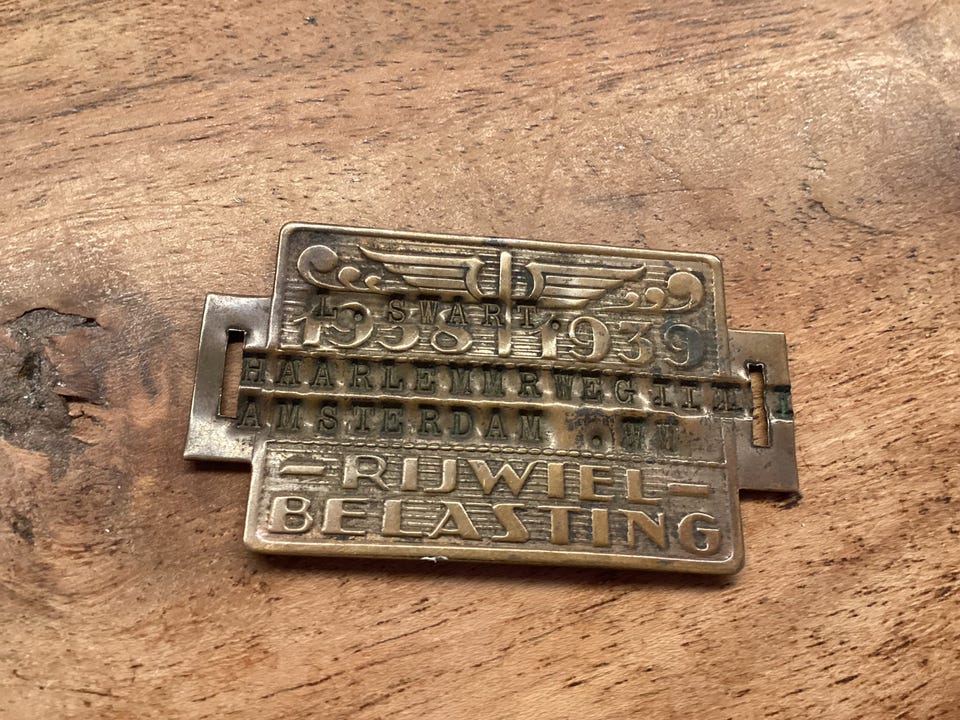 L. SWART.
1938 1939
HAARLEMMRWEG
AMSTERDAM.
— RIJWIEL —
BELASTING